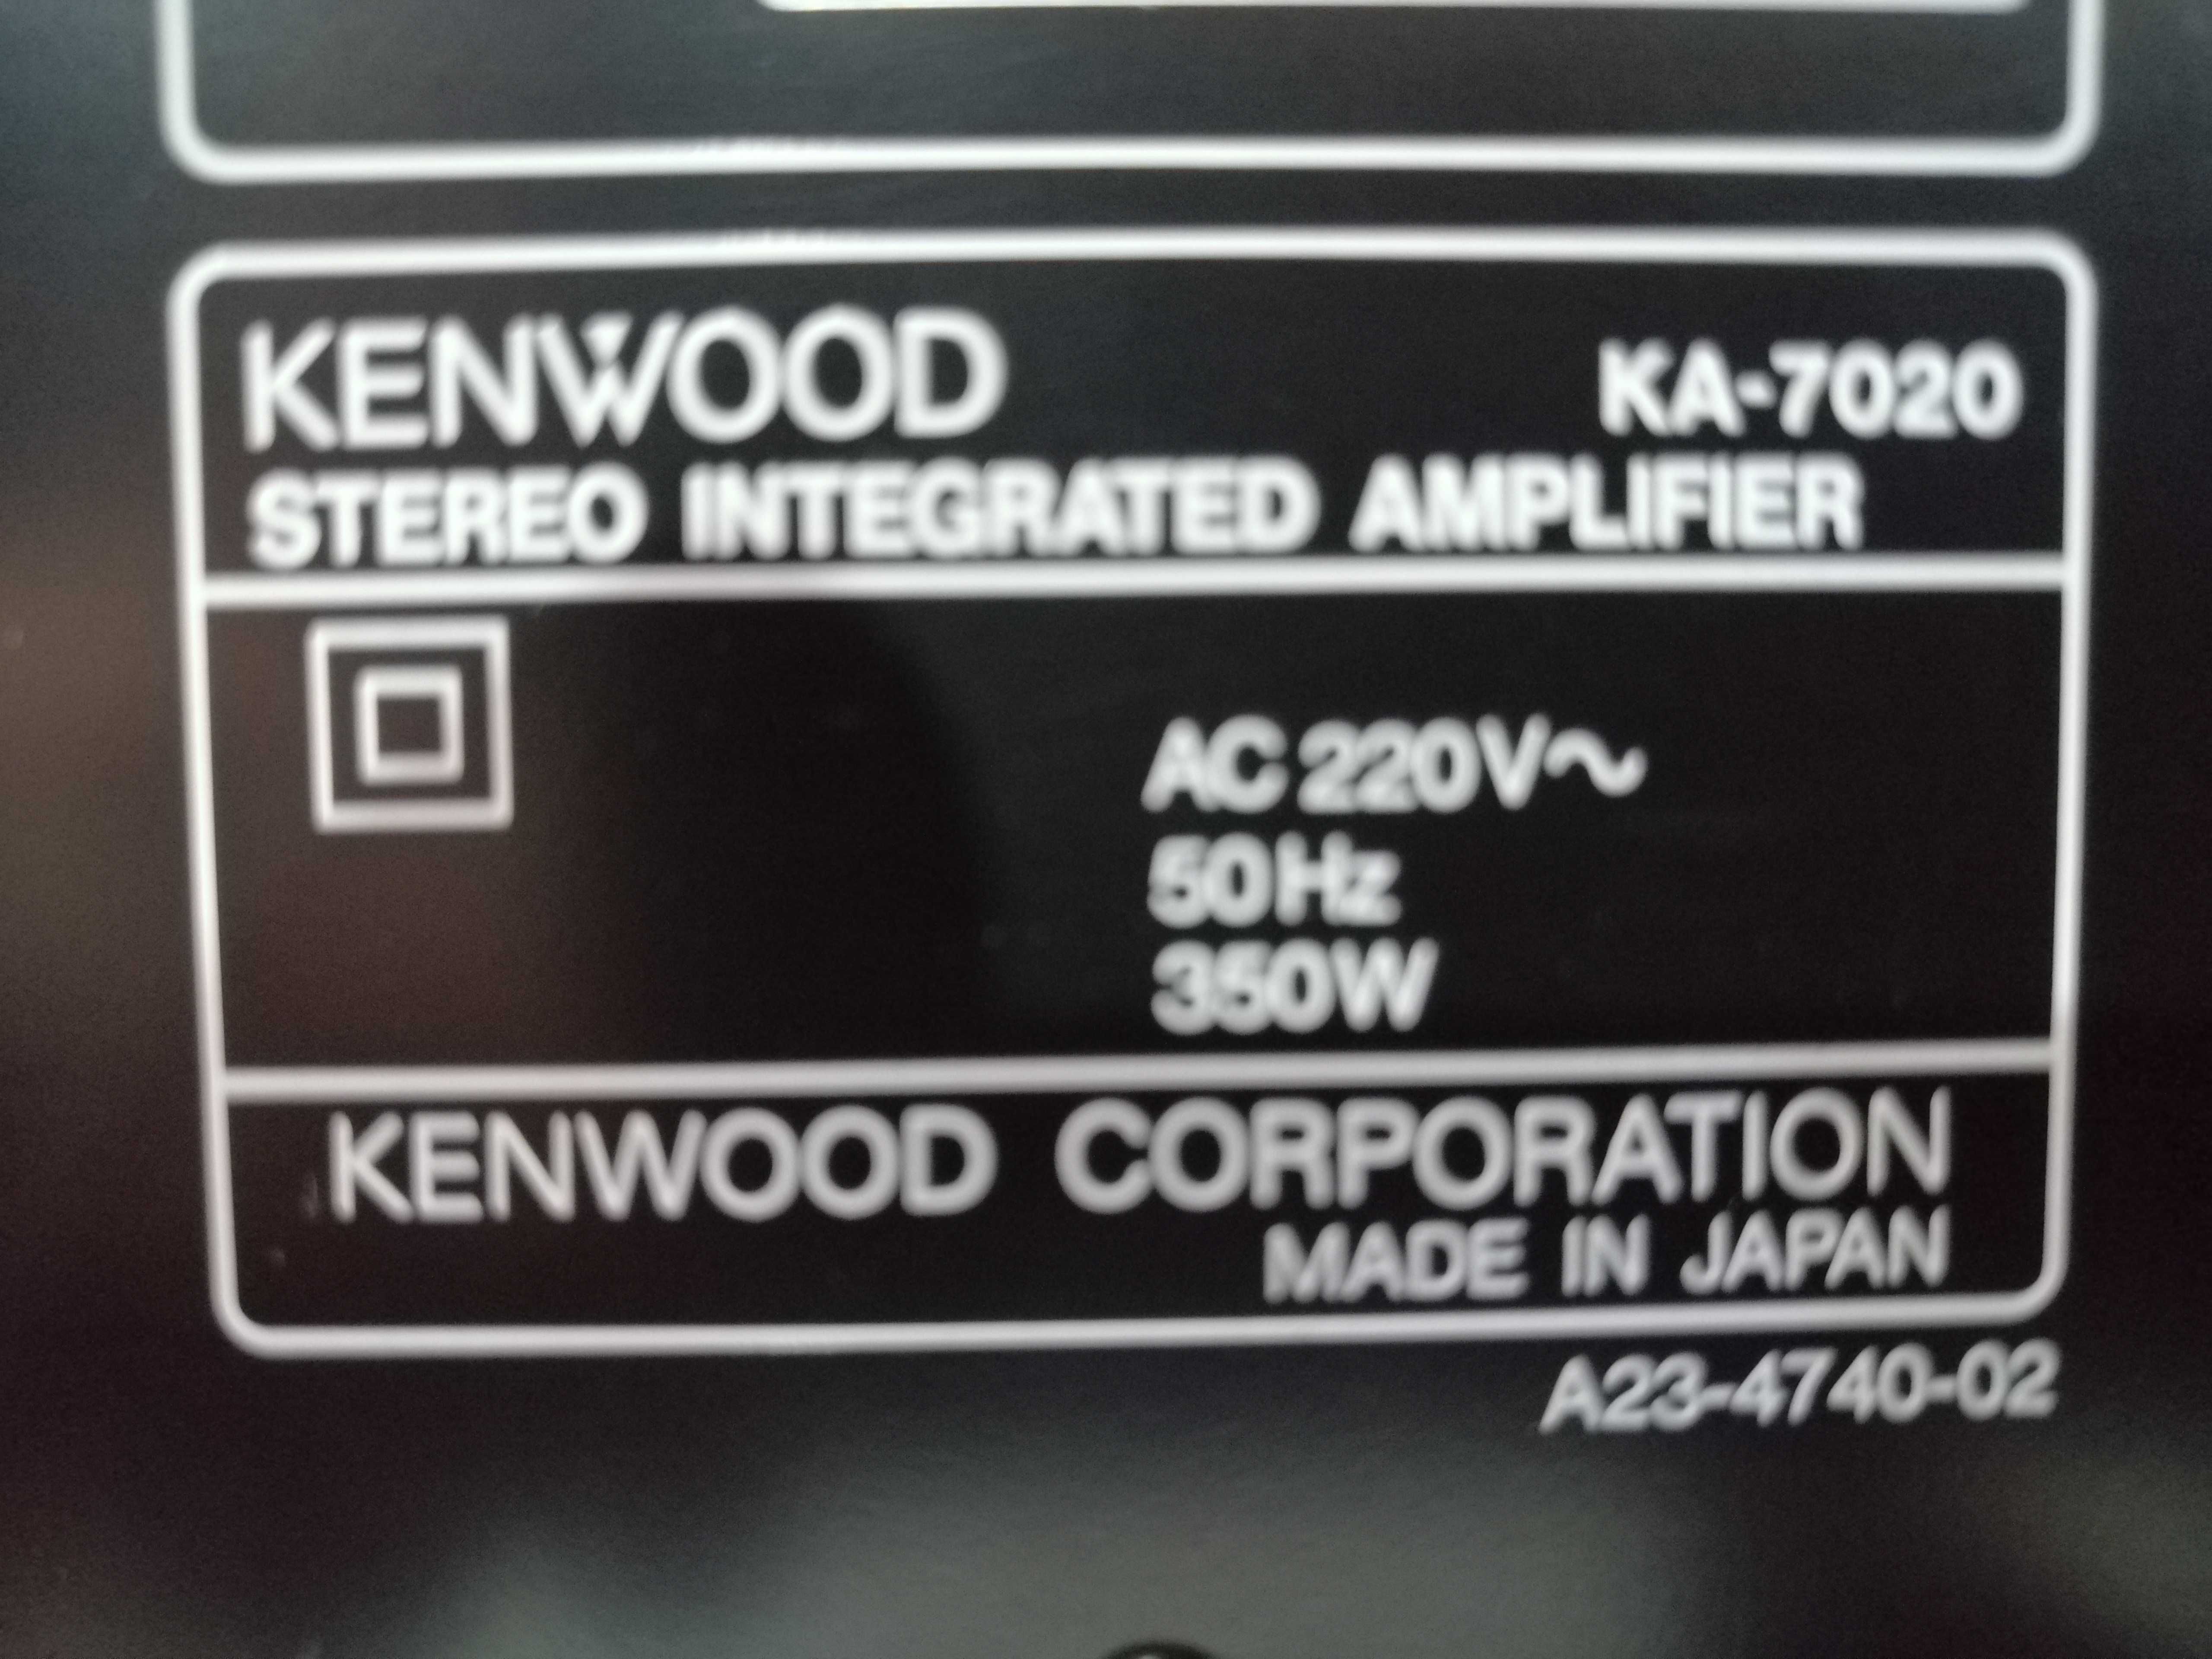 KENWOOD KA-7020
STEREO INTEGRATED AMPLIFIER
AC 220V~
50Hz
350W
KENWOOD CORPORATION
MADE IN JAPAN
A23-4740-02